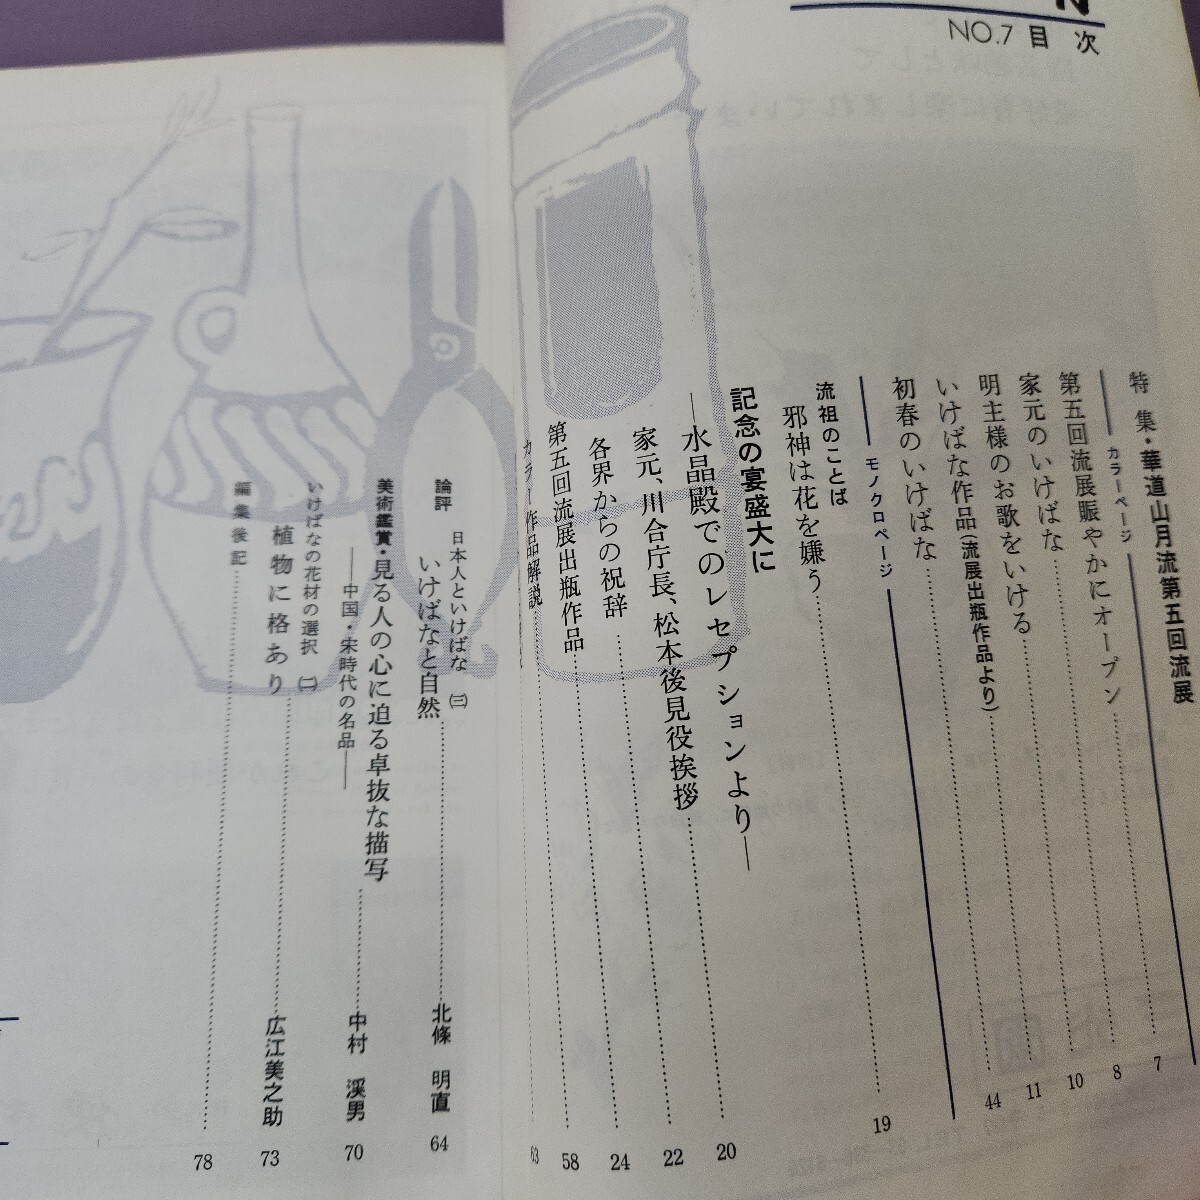 NO.7 目次
特集・華道山月流第五回流展
カラーページ
第五回流展賑やかにオープン 7
家元のいけばな 8
明主様のお歌をいける 10
いけばな作品(流展出瓶作品より) 11
初春のいけばな 44
モノクロページ
流祖のことば
邪神は花を嫌う 19
記念の宴盛大に
―水晶殿でのレセプションより―
家元、川合庁長、松本後見役挨拶 20
各界からの祝辞 22
第五回流展出瓶作品 24
カラー作品解説 58
63
論評 日本人といけばな (三)
いけばなと自然 北條 明直 64
美術鑑賞・見る人の心に迫る卓抜な描写
――中国・宋時代の名品―― 中村 溪男 70
いけばなの花材の選択 (二)
植物に格あり 広江美之助 73
編集後記 78